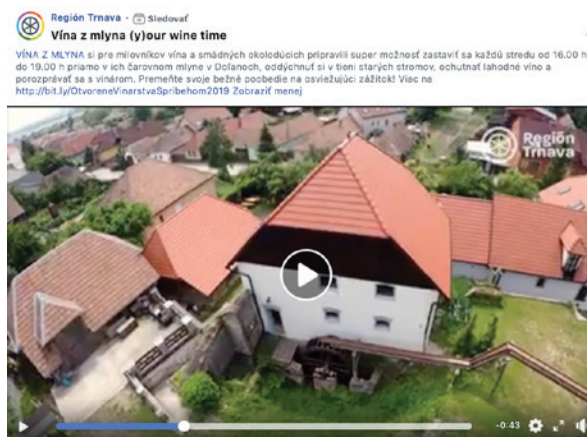 Región Trnava · Sledovať
Vína z mlyna (y)our wine time
VÍNA Z MLYNA si pre milovníkov vína a smädných okoloidúcich pripravili super možnosť zastaviť sa každú stredu od 16.00 h
do 19.00 h priamo v ich čarovnom mlyne v Doľanoch, oddýchnuť si v tieni starých stromov, ochutnať lahodné víno a
porozprávať sa s vinárom. Premeňte svoje bežné poobedie na osviežujúci zážitok! Viac na
http://bit.ly/OtvoreneVinarstvaSpribehom2019 Zobraziť menej
Región
Trnava
-0:43